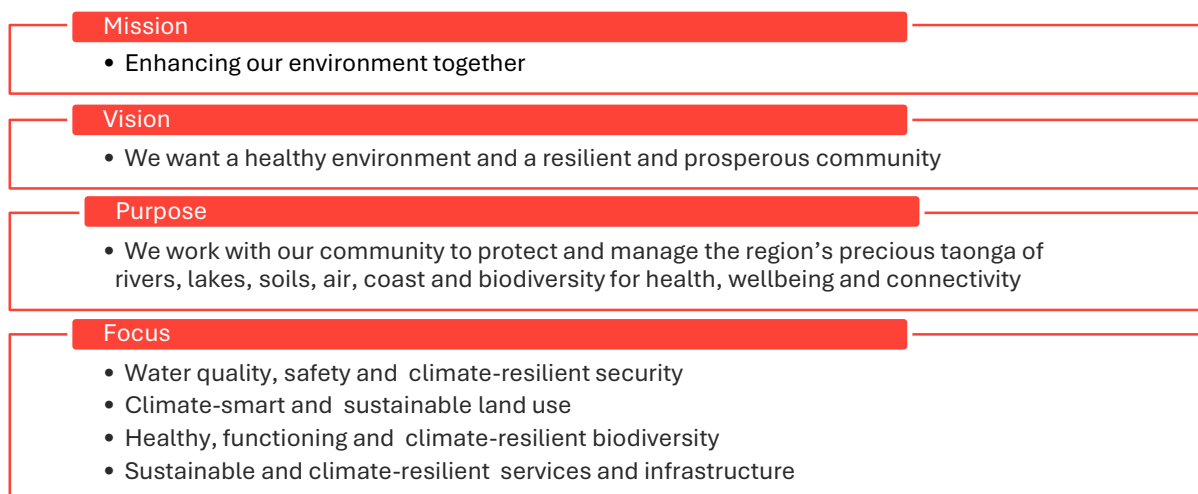 Mission
• Enhancing our environment together
Vision
• We want a healthy environment and a resilient and prosperous community
Purpose
• We work with our community to protect and manage the region’s precious taonga of
rivers, lakes, soils, air, coast and biodiversity for health, wellbeing and connectivity
Focus
• Water quality, safety and climate-resilient security
• Climate-smart and sustainable land use
• Healthy, functioning and climate-resilient biodiversity
• Sustainable and climate-resilient services and infrastructure